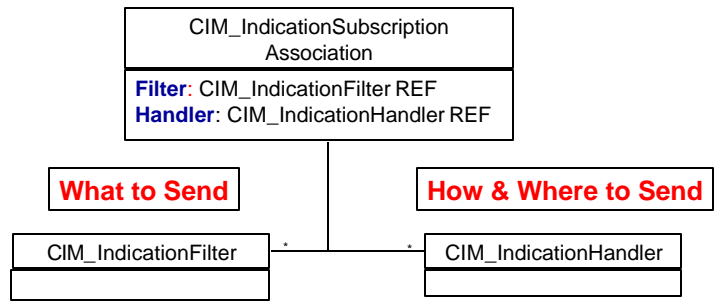 CIM_IndicationSubscription
Association
Filter: CIM_IndicationFilter REF
Handler: CIM_IndicationHandler REF
What to Send
How & Where to Send
CIM_IndicationFilter
*
*
CIM_IndicationHandler